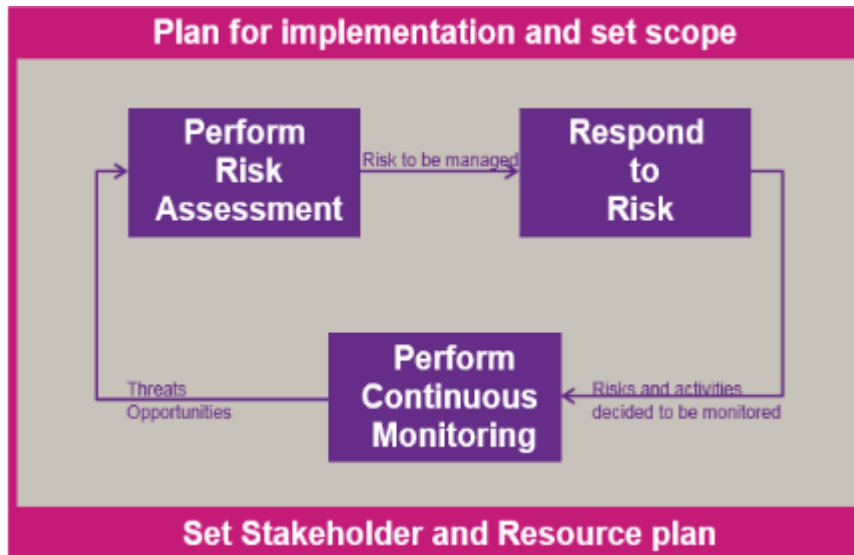 Plan for implementation and set scope
Perform
Risk
Assessment
Risk to be managed
Respond
to
Risk
Perform
Continuous
Monitoring
Threats
Opportunities
Risks and activities
decided to be monitored
Set Stakeholder and Resource plan